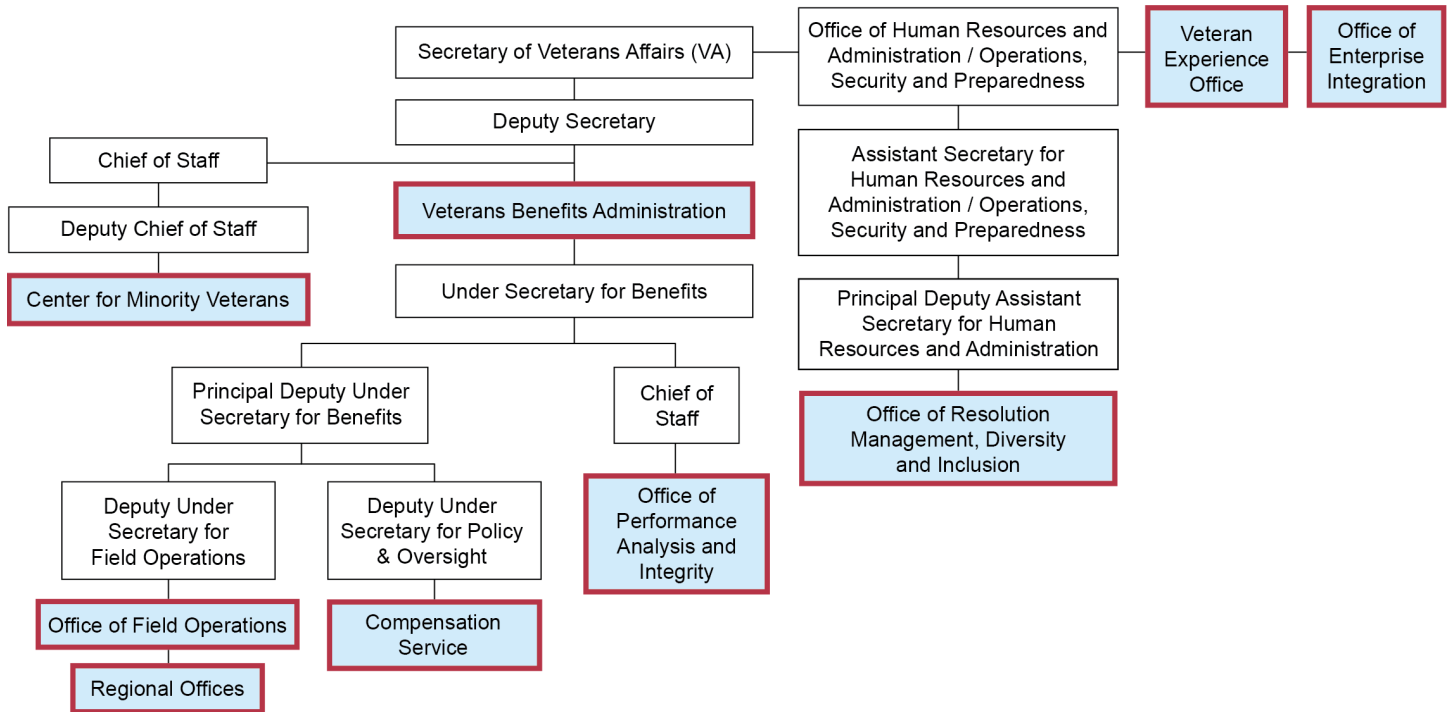 Secretary of Veterans Affairs (VA)
Office of Human Resources and
Administration / Operations,
Security and Preparedness
Veteran
Experience
Office
Office of
Enterprise
Integration
Deputy Secretary
Chief of Staff
Deputy Chief of Staff
Center for Minority Veterans
Veterans Benefits Administration
Under Secretary for Benefits
Assistant Secretary for
Human Resources and
Administration / Operations,
Security and Preparedness
Principal Deputy Assistant
Secretary for Human
Resources and Administration
Office of Resolution
Management, Diversity
and Inclusion
Principal Deputy Under
Secretary for Benefits
Chief of
Staff
Deputy Under
Secretary for
Field Operations
Deputy Under
Secretary for Policy
& Oversight
Office of
Performance
Analysis and
Integrity
Office of Field Operations
Compensation
Service
Regional Offices